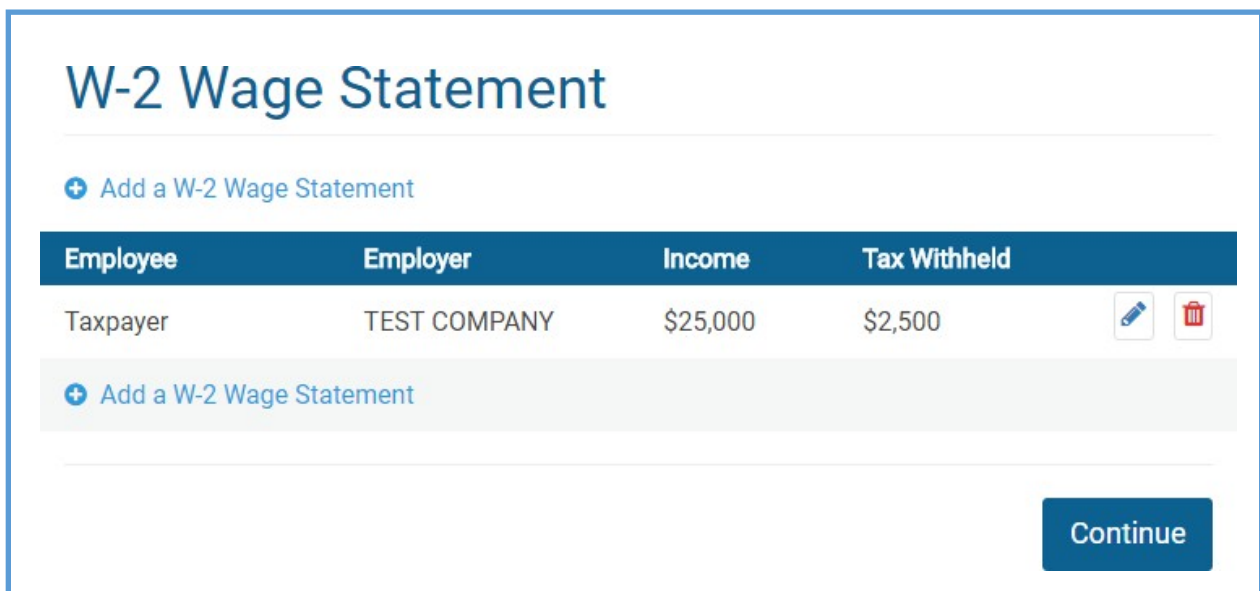 W-2 Wage Statement
Add a W-2 Wage Statement
Employee Employer Income Tax Withheld
Taxpayer TEST COMPANY $25,000 $2,500
Add a W-2 Wage Statement
Continue